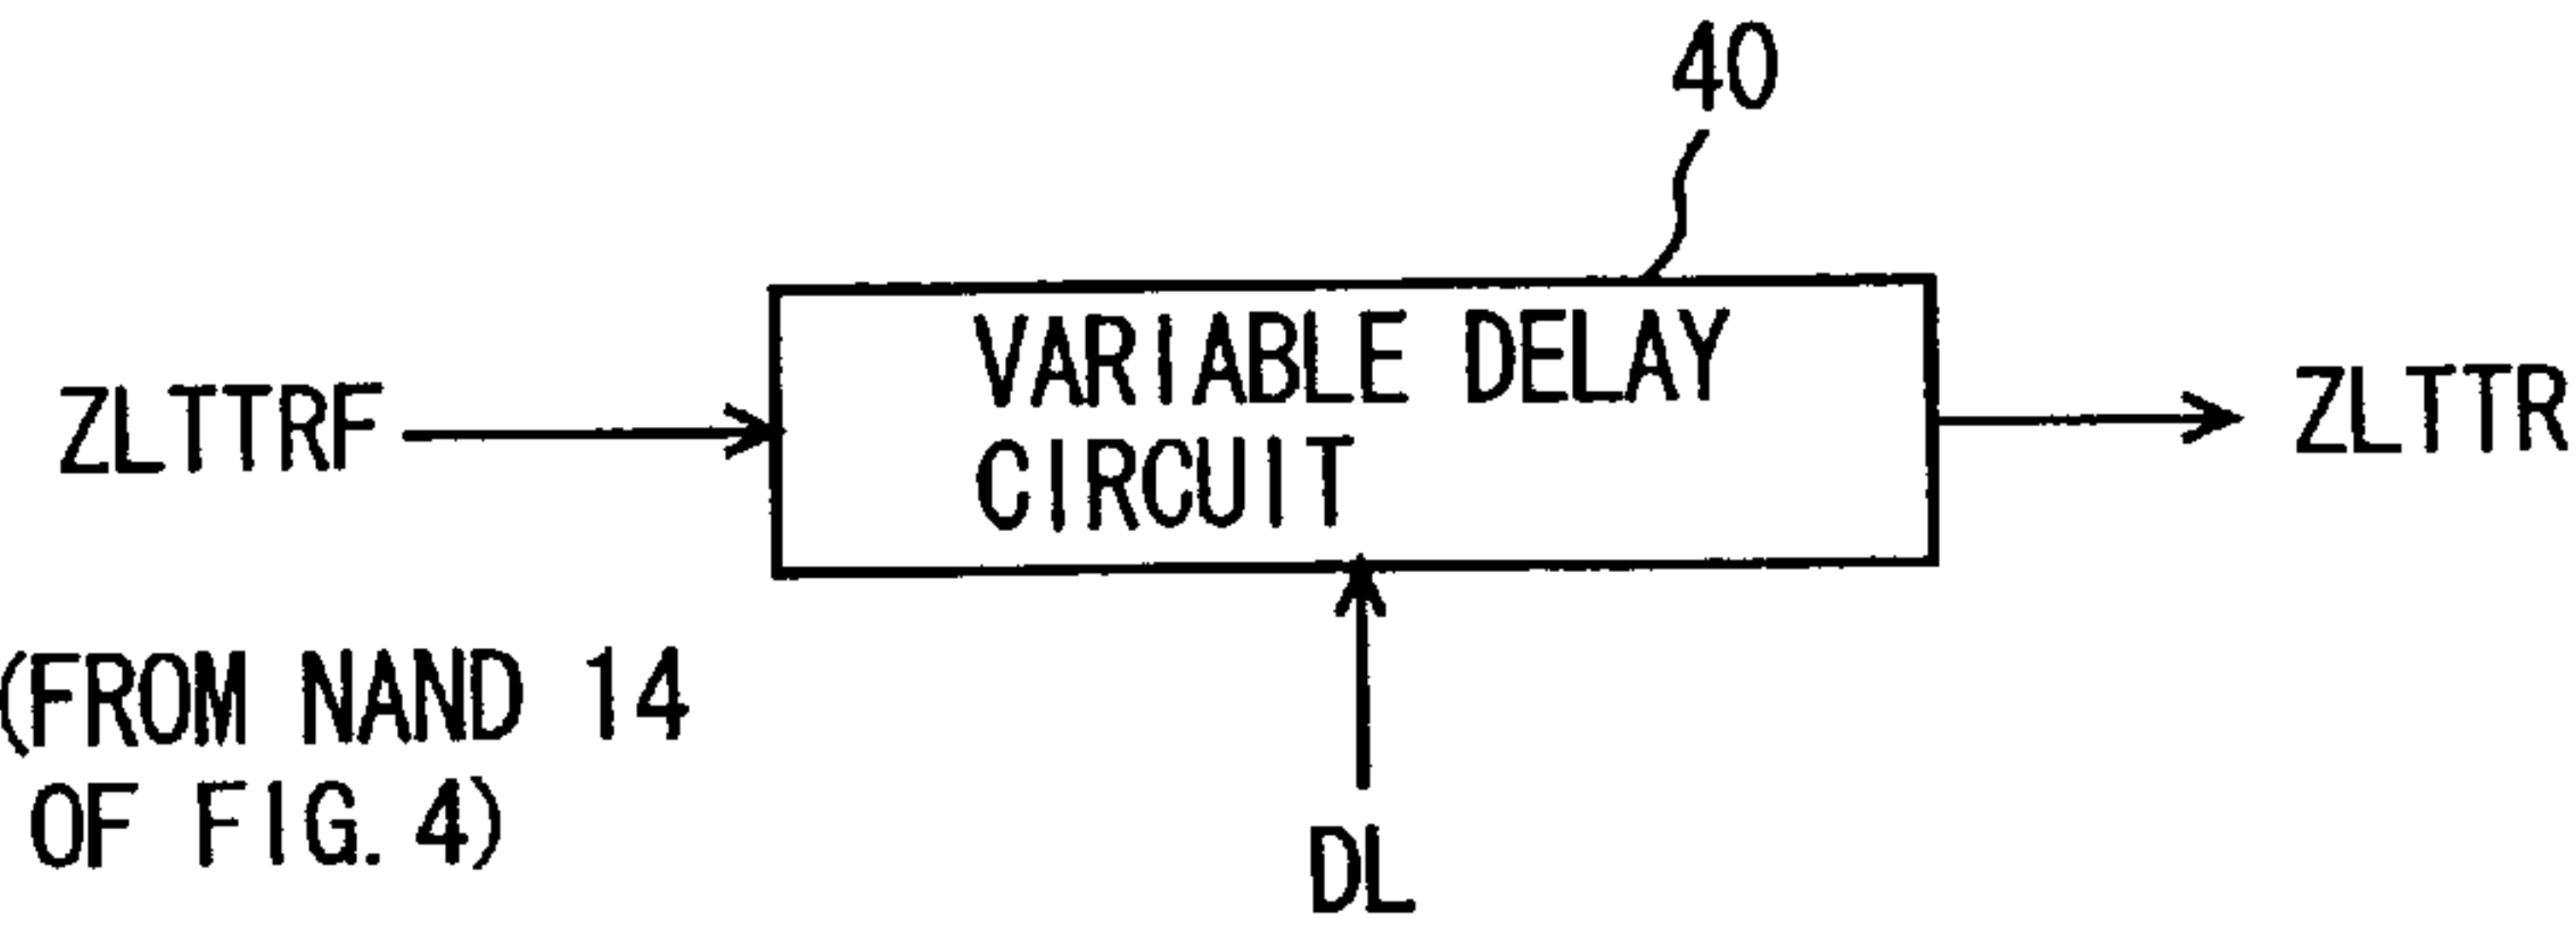 40
VARIABLE DELAY
CIRCUIT
ZLTTRF
ZLTTR
(FROM NAND 14
OF FIG. 4)
DL